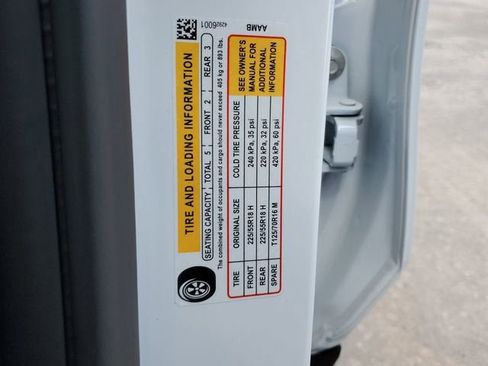 42926001
AAMB
TIRE AND LOADING INFORMATION
SEATING CAPACITY TOTAL 5 FRONT 2 REAR 3
The combined weight of occupants and cargo should never exceed 405 kg or 893 lbs.
TIRE ORIGINAL SIZE COLD TIRE PRESSURE SEE OWNER'S
FRONT 225/55R18 H 240 kPa, 35 psi MANUAL FOR
REAR 225/55R18 H 220 kPa, 32 psi ADDITIONAL
SPARE T125/70R16 M 420 kPa, 60 psi INFORMATION